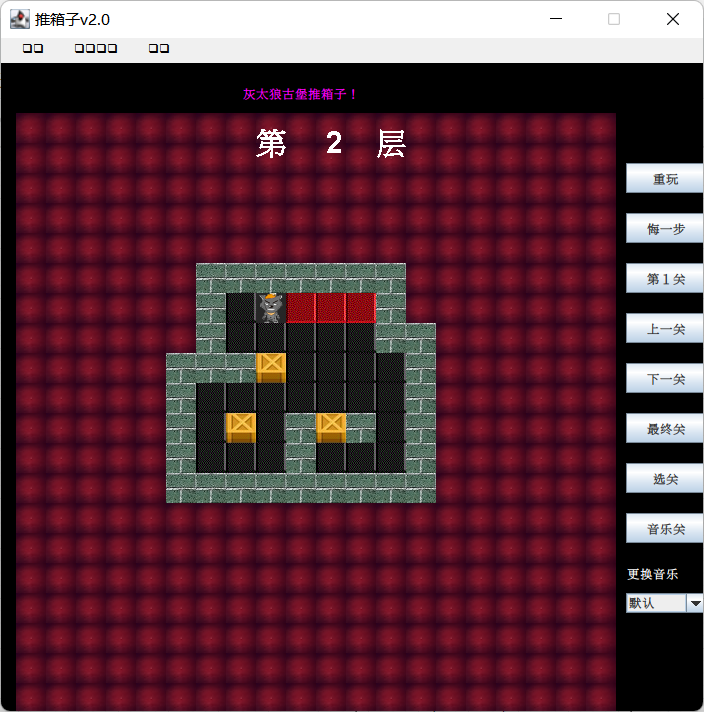 推箱子v2.0
灰太狼古堡推箱子！
第 2 层
重玩
悔一步
第１关
上一关
下一关
最终关
选关
音乐关
更换音乐
默认